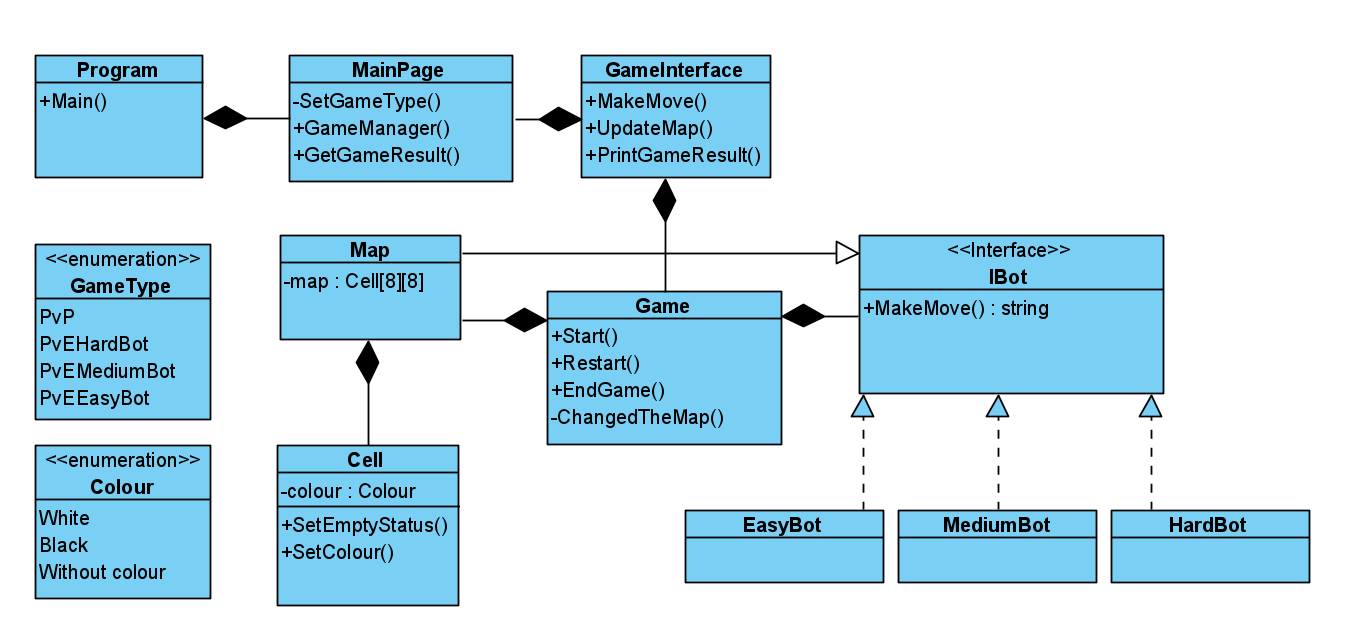 Program
+Main()
MainPage
-SetGameType()
+GameManager()
+GetGameResult()
GameInterface
+MakeMove()
+UpdateMap()
+PrintGameResult()
<<enumeration>>
GameType
PvP
PvEHardBot
PvEMediumBot
PvEEasyBot
Map
-map : Cell[8][8]
Game
+Start()
+Restart()
+EndGame()
-ChangedTheMap()
<<Interface>>
IBot
+MakeMove() : string
<<enumeration>>
Colour
White
Black
Without colour
Cell
-colour : Colour
+SetEmptyStatus()
+SetColour()
EasyBot
MediumBot
HardBot